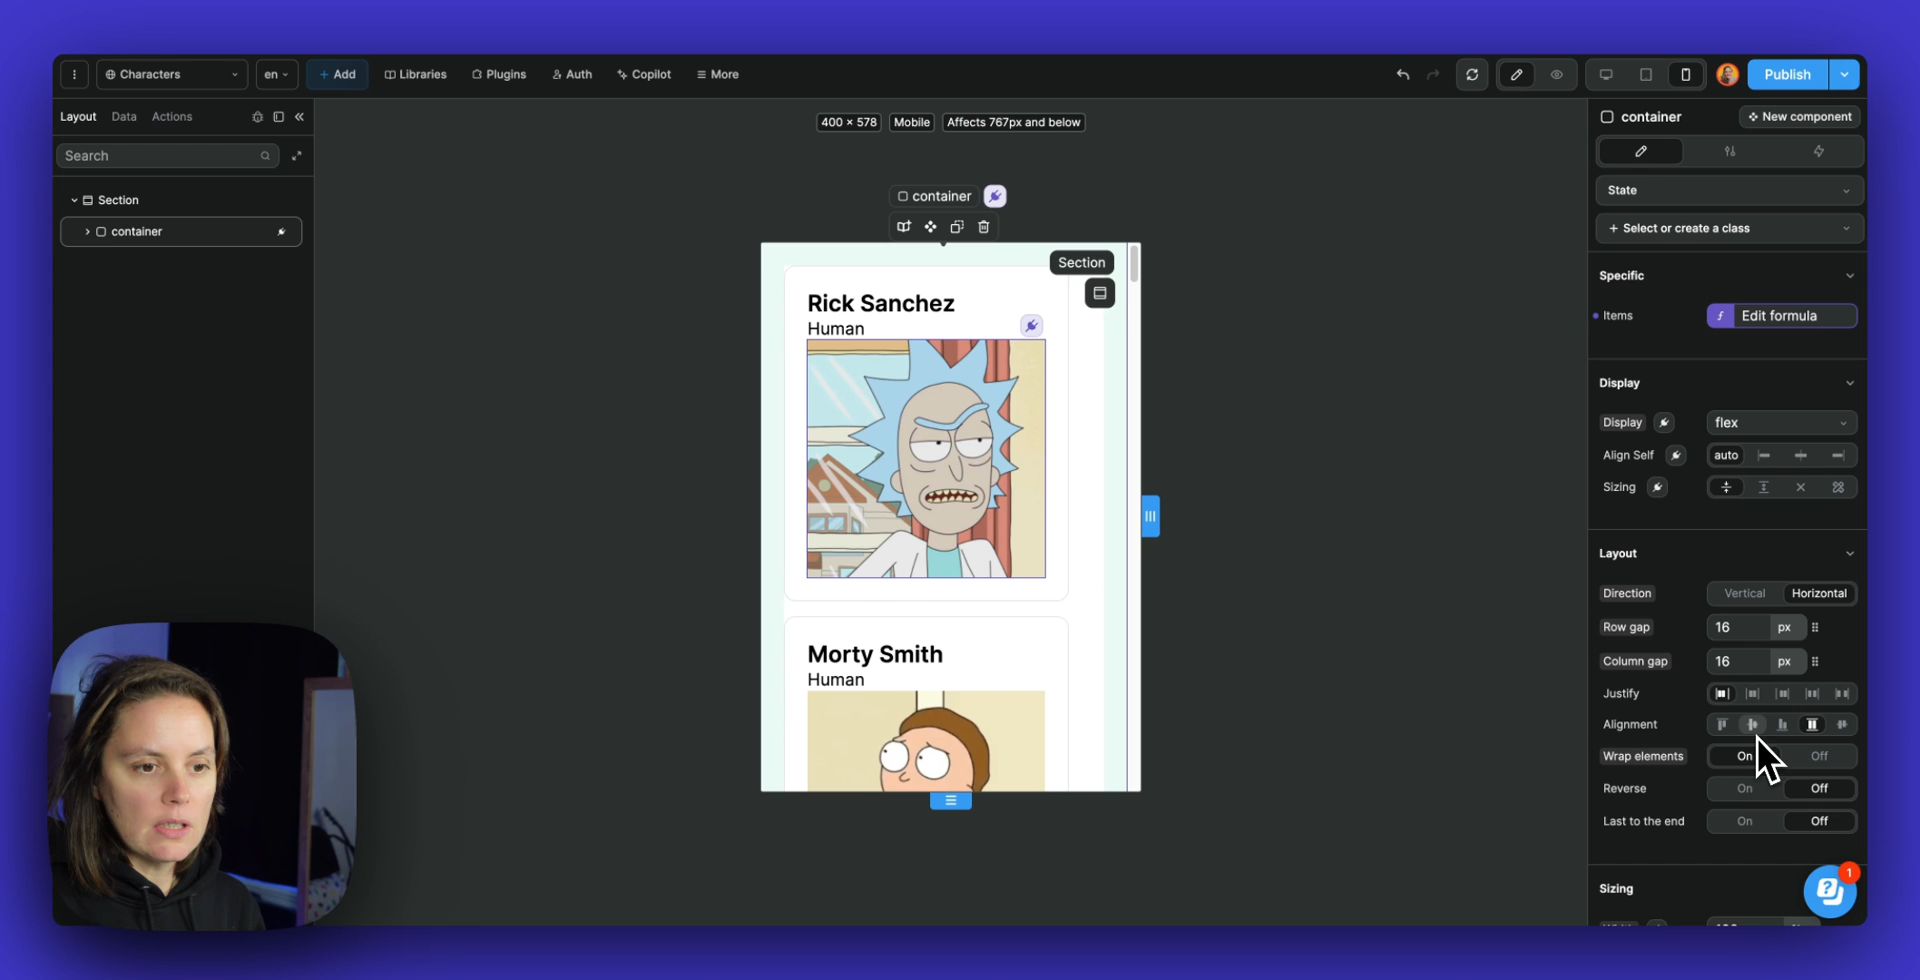 Characters
en
+ Add
Libraries
Plugins
Auth
Copilot
More
Publish
Layout
Data
Actions
Search
Section
container
400 × 578
Mobile
Affects 767px and below
container
Section
Rick Sanchez
Human
Morty Smith
Human
container
New component
State
+ Select or create a class
Specific
Items
f
Edit formula
Display
Display
flex
Align Self
auto
Sizing
Layout
Direction
Vertical
Horizontal
Row gap
16
px
Column gap
16
px
Justify
Alignment
Wrap elements
On
Off
Reverse
On
Off
Last to the end
On
Off
Sizing
1
?